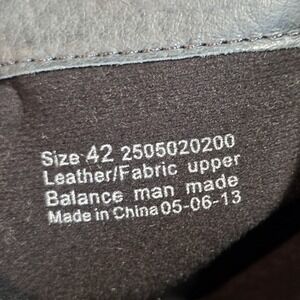 Size 42 2505020200
Leather/Fabric upper
Balance man made
Made in China 05-06-13